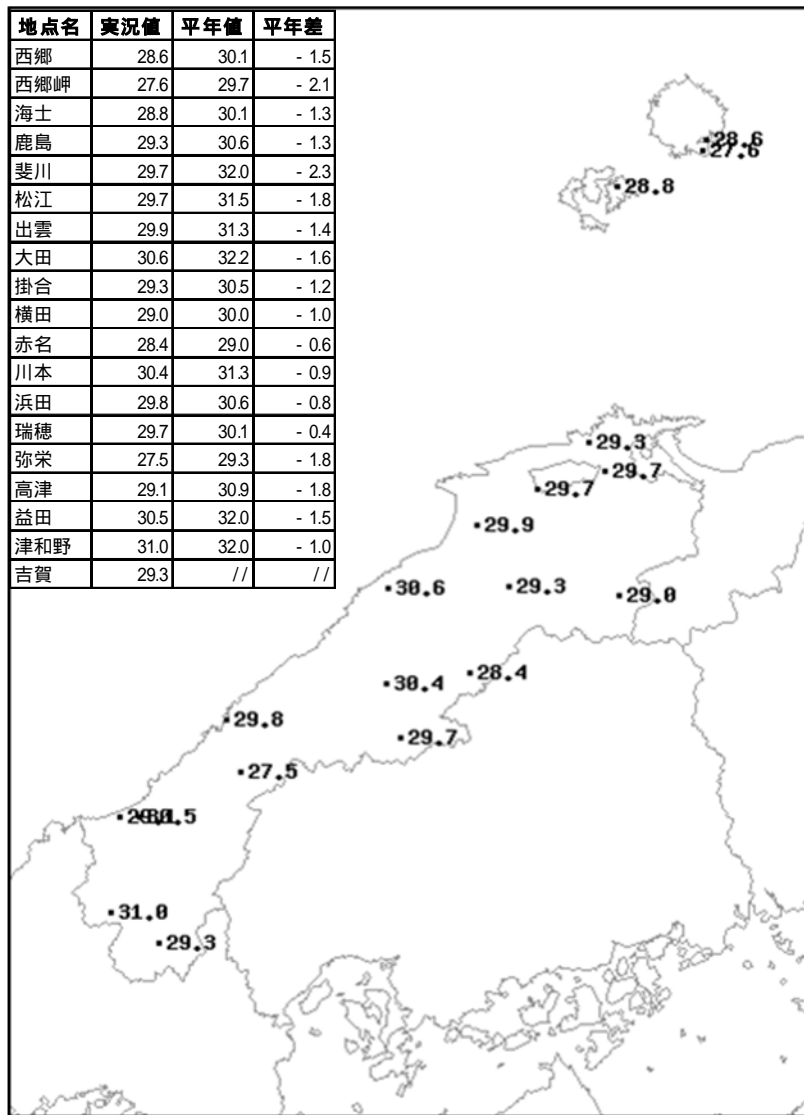 地点名 実況値 平年値 平年差
西郷 28.6 30.1 - 1.5
西郷岬 27.6 29.7 - 2.1
海士 28.8 30.1 - 1.3
鹿島 29.3 30.6 - 1.3
斐川 29.7 32.0 - 2.3
松江 29.7 31.5 - 1.8
出雲 29.9 31.3 - 1.4
大田 30.6 32.2 - 1.6
掛合 29.3 30.5 - 1.2
横田 29.0 30.0 - 1.0
赤名 28.4 29.0 - 0.6
川本 30.4 31.3 - 0.9
浜田 29.8 30.6 - 0.8
瑞穂 29.7 30.1 - 0.4
弥栄 27.5 29.3 - 1.8
高津 29.1 30.9 - 1.8
益田 30.5 32.0 - 1.5
津和野 31.0 32.0 - 1.0
吉賀 29.3 // //
28.6
27.6
28.8
29.3
29.7
29.7
29.9
30.6
29.3
29.0
28.4
30.4
29.8
29.7
27.5
31.0
29.3